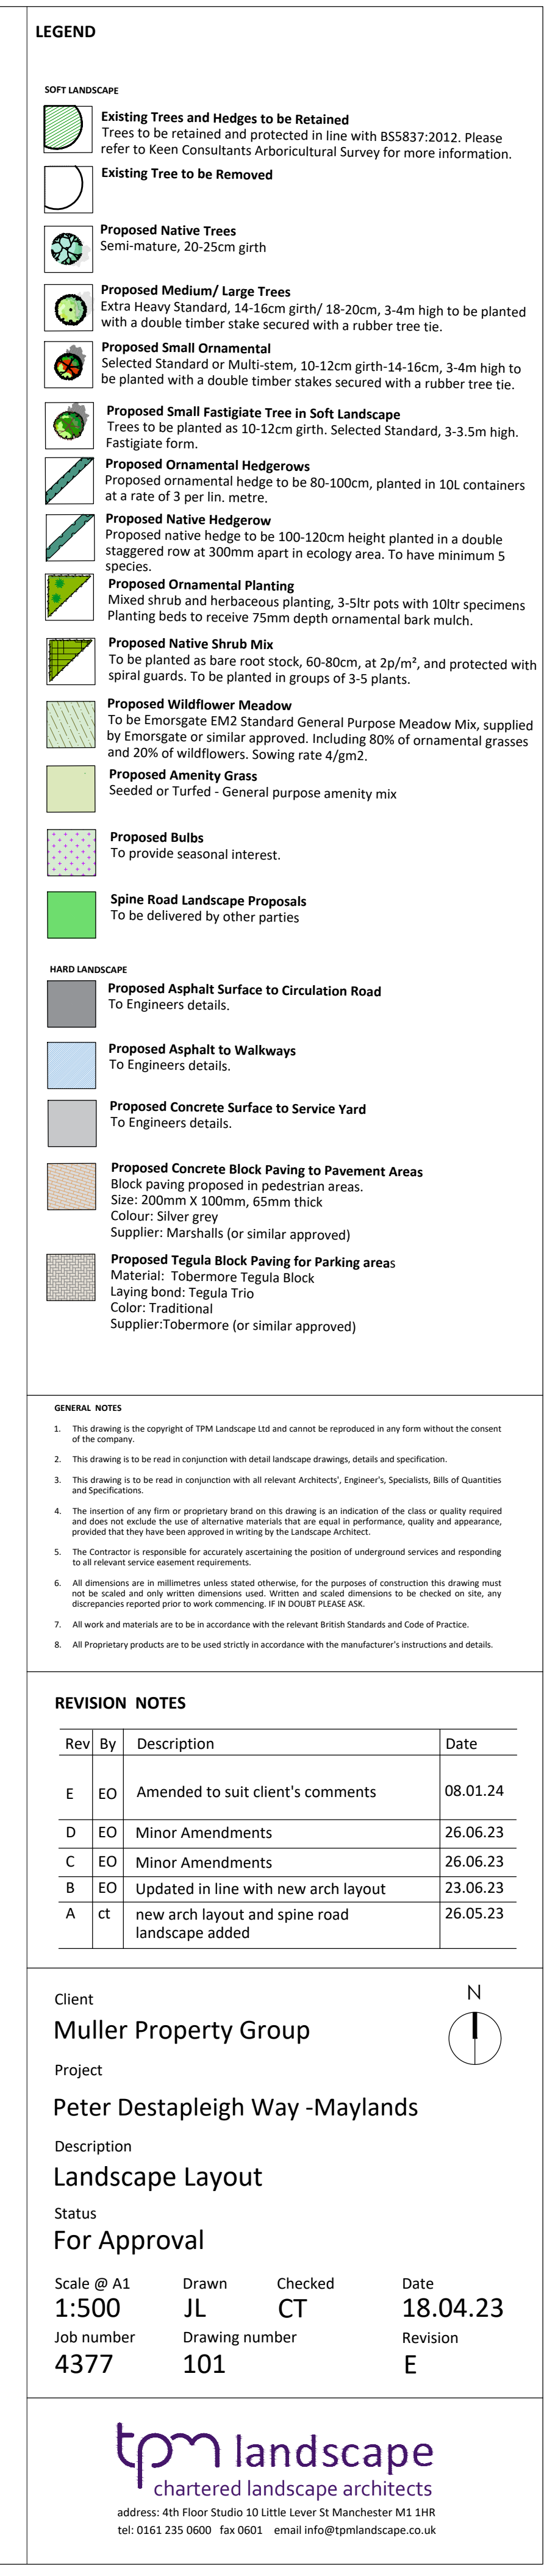 LEGEND
SOFT LANDSCAPE
Existing Trees and Hedges to be Retained
Trees to be retained and protected in line with BS5837:2012. Please
refer to Keen Consultants Arboricultural Survey for more information.
Existing Tree to be Removed
Proposed Native Trees
Semi-mature, 20-25cm girth
Proposed Medium/ Large Trees
Extra Heavy Standard, 14-16cm girth/ 18-20cm, 3-4m high to be planted
with a double timber stake secured with a rubber tree tie.
Proposed Small Ornamental
Selected Standard or Multi-stem, 10-12cm girth-14-16cm, 3-4m high to
be planted with a double timber stakes secured with a rubber tree tie.
Proposed Small Fastigiate Tree in Soft Landscape
Trees to be planted as 10-12cm girth. Selected Standard, 3-3.5m high.
Fastigiate form.
Proposed Ornamental Hedgerows
Proposed ornamental hedge to be 80-100cm, planted in 10L containers
at a rate of 3 per lin. metre.
Proposed Native Hedgerow
Proposed native hedge to be 100-120cm height planted in a double
staggered row at 300mm apart in ecology area. To have minimum 5
species.
Proposed Ornamental Planting
Mixed shrub and herbaceous planting, 3-5ltr pots with 10ltr specimens
Planting beds to receive 75mm depth ornamental bark mulch.
Proposed Native Shrub Mix
To be planted as bare root stock, 60-80cm, at 2p/m², and protected with
spiral guards. To be planted in groups of 3-5 plants.
Proposed Wildflower Meadow
To be Emorsgate EM2 Standard General Purpose Meadow Mix, supplied
by Emorsgate or similar approved. Including 80% of ornamental grasses
and 20% of wildflowers. Sowing rate 4/gm2.
Proposed Amenity Grass
Seeded or Turfed - General purpose amenity mix
Proposed Bulbs
To provide seasonal interest.
Spine Road Landscape Proposals
To be delivered by other parties
HARD LANDSCAPE
Proposed Asphalt Surface to Circulation Road
To Engineers details.
Proposed Asphalt to Walkways
To Engineers details.
Proposed Concrete Surface to Service Yard
To Engineers details.
Proposed Concrete Block Paving to Pavement Areas
Block paving proposed in pedestrian areas.
Size: 200mm X 100mm, 65mm thick
Colour: Silver grey
Supplier: Marshalls (or similar approved)
Proposed Tegula Block Paving for Parking areas
Material: Tobermore Tegula Block
Laying bond: Tegula Trio
Color: Traditional
Supplier:Tobermore (or similar approved)
GENERAL NOTES
1. This drawing is the copyright of TPM Landscape Ltd and cannot be reproduced in any form without the consent
of the company.
2. This drawing is to be read in conjunction with detail landscape drawings, details and specification.
3. This drawing is to be read in conjunction with all relevant Architects', Engineer's, Specialists, Bills of Quantities
and Specifications.
4. The insertion of any firm or proprietary brand on this drawing is an indication of the class or quality required
and does not exclude the use of alternative materials that are equal in performance, quality and appearance,
provided that they have been approved in writing by the Landscape Architect.
5. The Contractor is responsible for accurately ascertaining the position of underground services and responding
to all relevant service easement requirements.
6. All dimensions are in millimetres unless stated otherwise, for the purposes of construction this drawing must
not be scaled and only written dimensions used. Written and scaled dimensions to be checked on site, any
discrepancies reported prior to work commencing. IF IN DOUBT PLEASE ASK.
7. All work and materials are to be in accordance with the relevant British Standards and Code of Practice.
8. All Proprietary products are to be used strictly in accordance with the manufacturer's instructions and details.
REVISION NOTES
Rev By Description Date
E EO Amended to suit client's comments 08.01.24
D EO Minor Amendments 26.06.23
C EO Minor Amendments 26.06.23
B EO Updated in line with new arch layout 23.06.23
A ct new arch layout and spine road 26.05.23
landscape added
Client
N
Muller Property Group
Project
Peter Destapleigh Way -Maylands
Description
Landscape Layout
Status
For Approval
Scale @ A1 Drawn Checked Date
1:500 JL CT 18.04.23
Job number Drawing number Revision
4377 101 E
tpm landscape
chartered landscape architects
address: 4th Floor Studio 10 Little Lever St Manchester M1 1HR
tel: 0161 235 0600 fax 0601 email info@tpmlandscape.co.uk